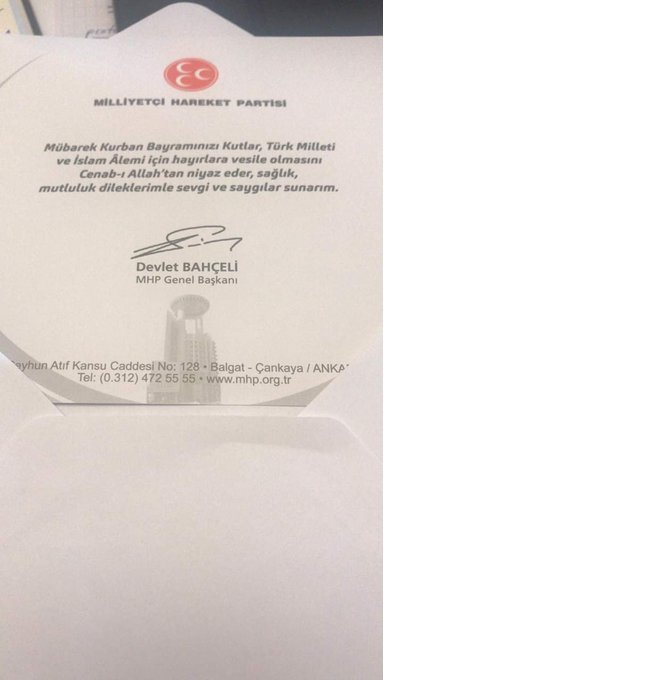 MİLLİYETÇİ HAREKET PARTİSİ
Mübarek Kurban Bayramınızı Kutlar, Türk Milleti
ve İslam Âlemi için hayırlara vesile olmasını
Cenab-ı Allah'tan niyaz eder, sağlık,
mutluluk dileklerimle sevgi ve saygılar sunarım.
Devlet BAHÇELİ
MHP Genel Başkanı
Atıf Kansu Caddesi No: 128 • Balgat - Çankaya /
Tel: (0.312) 472 55 55 • www.mhp.org.tr